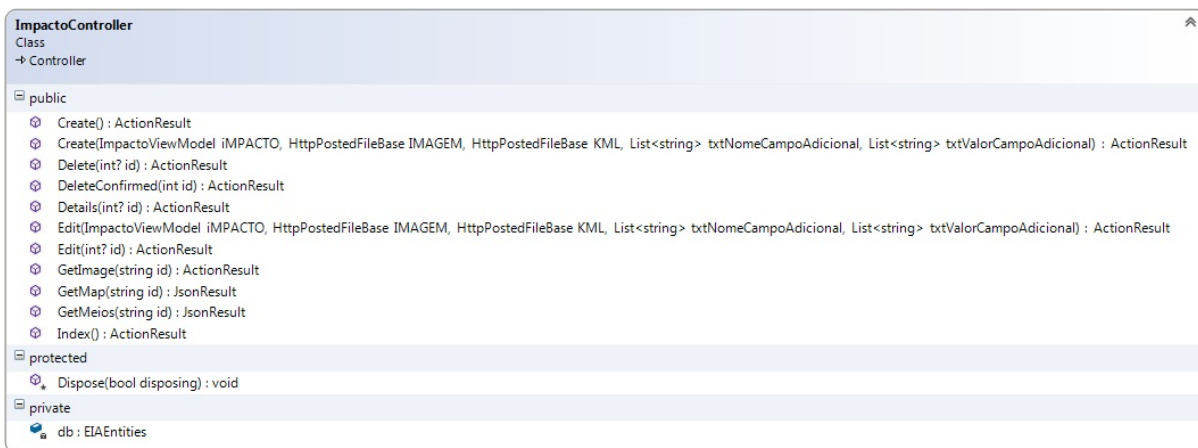 ImpactoController
Class
Controller
public
Create() : ActionResult
Create(ImpactoViewModel iMPACTO, HttpPostedFileBase IMAGEM, HttpPostedFileBase KML, List<string> txtNomeCampoAdicional, List<string> txtValorCampoAdicional) : ActionResult
Delete(int? id) : ActionResult
DeleteConfirmed(int id) : ActionResult
Details(int? id) : ActionResult
Edit(ImpactoViewModel iMPACTO, HttpPostedFileBase IMAGEM, HttpPostedFileBase KML, List<string> txtNomeCampoAdicional, List<string> txtValorCampoAdicional) : ActionResult
Edit(int? id) : ActionResult
GetImage(string id) : ActionResult
GetMap(string id) : JsonResult
GetMeios(string id) : JsonResult
Index() : ActionResult
protected
Dispose(bool disposing) : void
private
db : EIAEntities